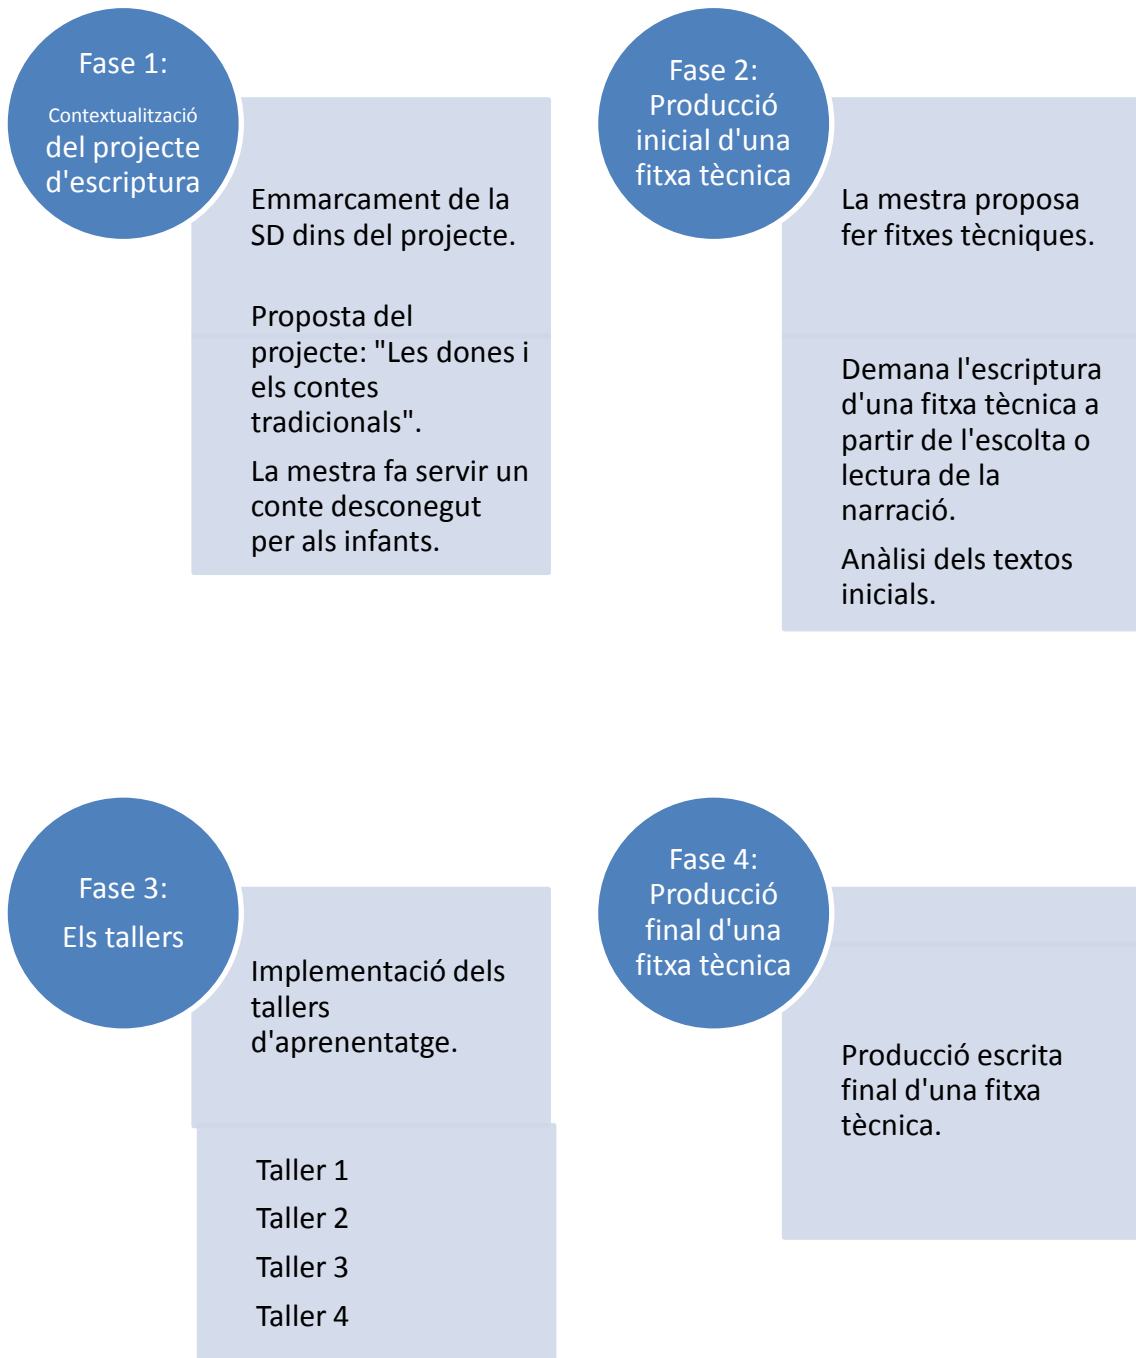 Fase 1:
Contextualització
del projecte
d'escriptura
Emmarcament de la
SD dins del projecte.
Proposta del
projecte: "Les dones i
els contes
tradicionals".
La mestra fa servir un
conte desconegut
per als infants.
Fase 2:
Producció
inicial d'una
fitxa tècnica
La mestra proposa
fer fitxes tècniques.
Demana l'escriptura
d'una fitxa tècnica a
partir de l'escolta o
lectura de la
narració.
Anàlisi dels textos
inicials.
Fase 3:
Els tallers
Implementació dels
tallers
d'aprenentatge.
Taller 1
Taller 2
Taller 3
Taller 4
Fase 4:
Producció
final d'una
fitxa tècnica
Producció escrita
final d'una fitxa
tècnica.